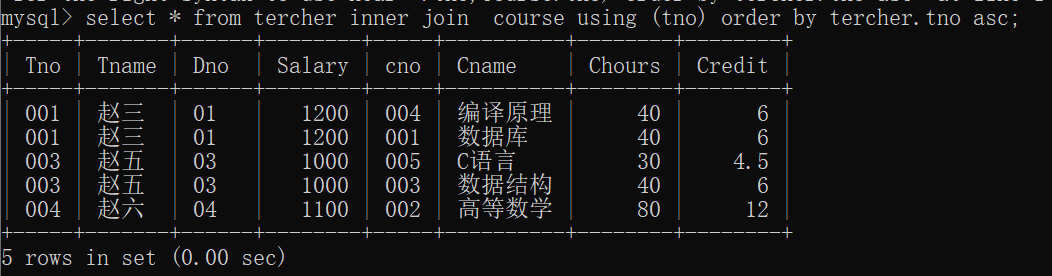 mysql> select * from tercher inner join  course using (tno) order by tercher.tno asc;
+-----+-------+------+--------+-----+----------+--------+--------+
| Tno | Tname | Dno  | Salary | cno | Cname    | Chours | Credit |
+-----+-------+------+--------+-----+----------+--------+--------+
| 001 | 赵三  | 01   |   1200 | 004 | 编译原理 |     40 |      6 |
| 001 | 赵三  | 01   |   1200 | 001 | 数据库   |     40 |      6 |
| 003 | 赵五  | 03   |   1000 | 005 | C语言    |     30 |    4.5 |
| 003 | 赵五  | 03   |   1000 | 003 | 数据结构 |     40 |      6 |
| 004 | 赵六  | 04   |   1100 | 002 | 高等数学 |     80 |     12 |
+-----+-------+------+--------+-----+----------+--------+--------+
5 rows in set (0.00 sec)